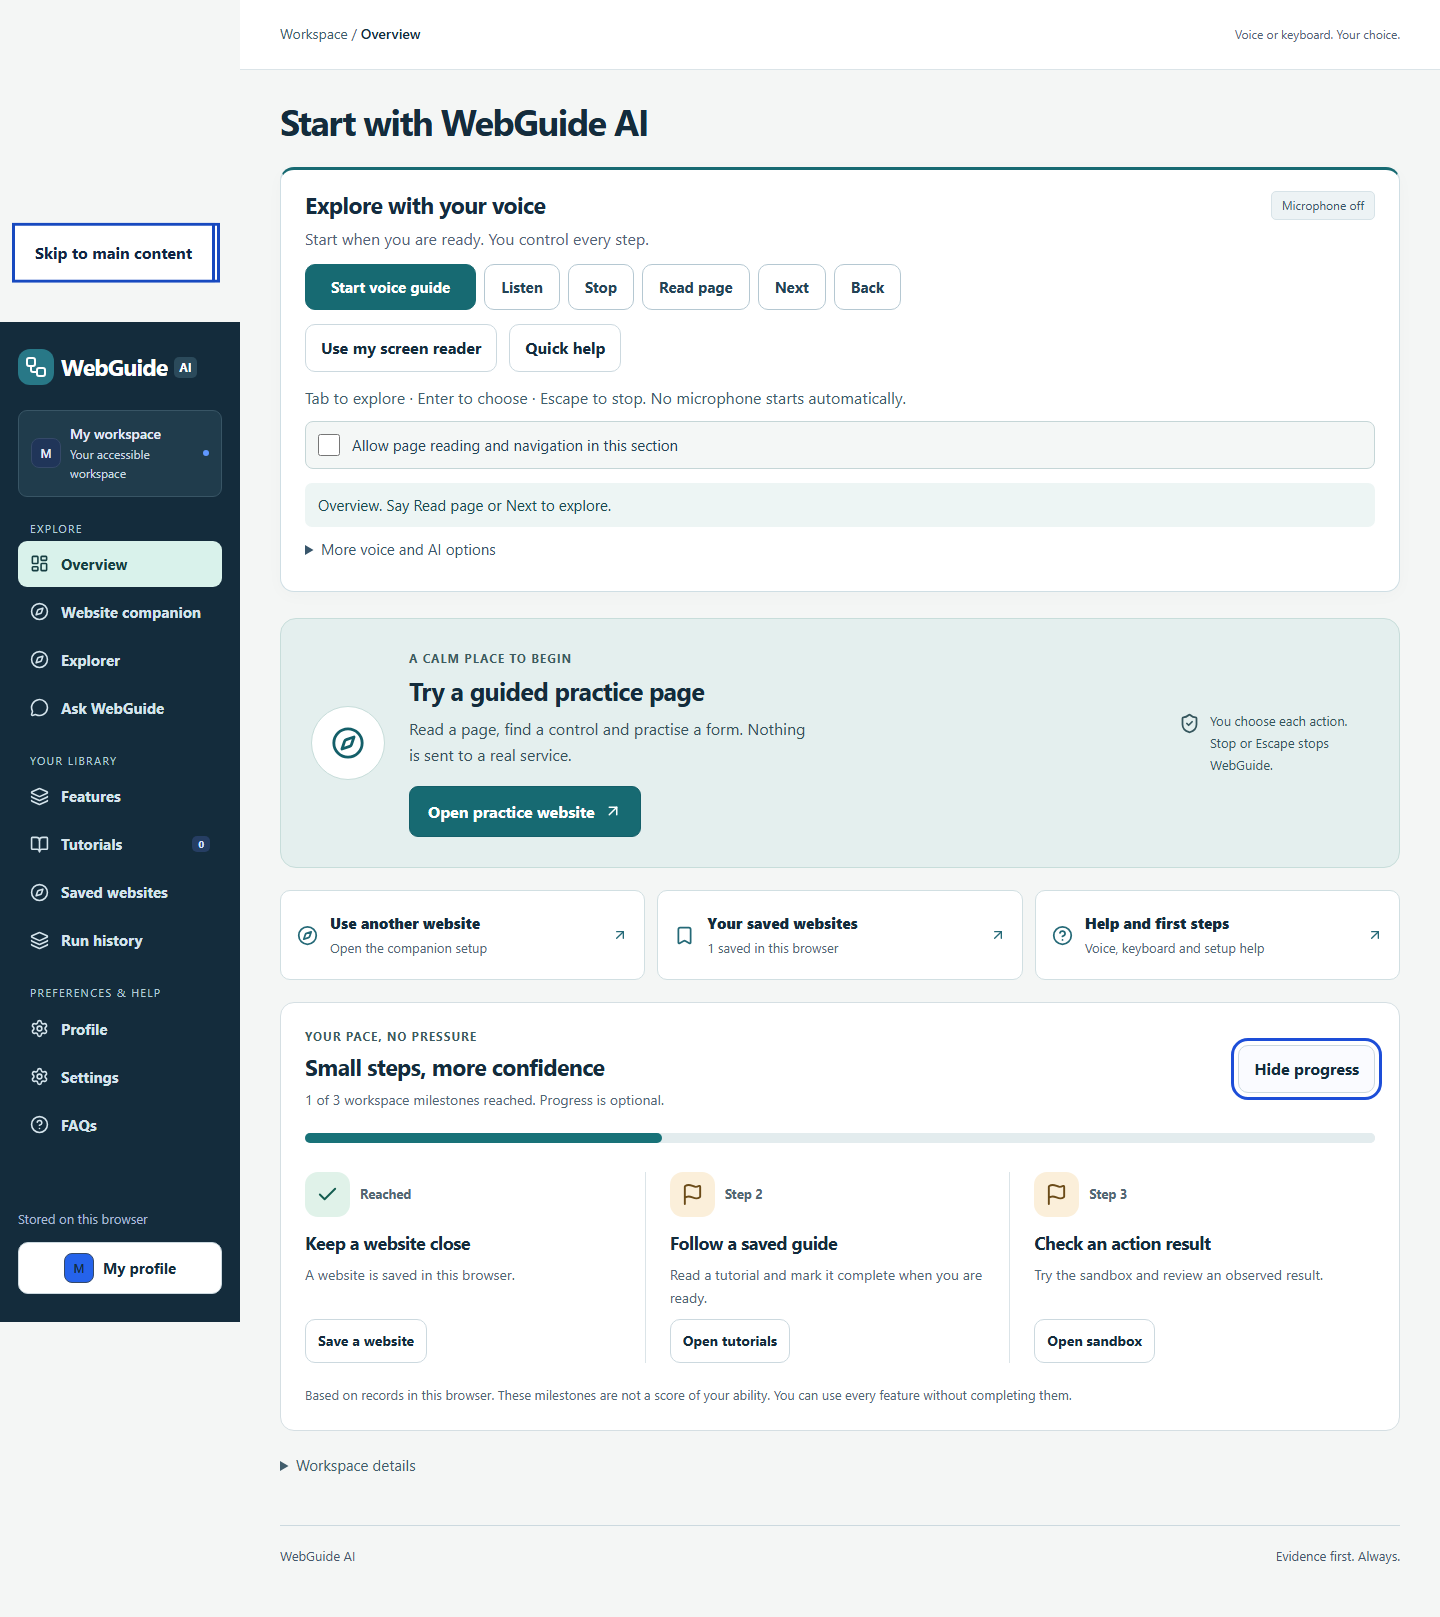 Workspace / Overview
Voice or keyboard. Your choice.
Start with WebGuide AI
Skip to main content
WebGuide AI
M
My workspace
Your accessible
workspace
EXPLORE
Overview
Website companion
Explorer
Ask WebGuide
YOUR LIBRARY
Features
Tutorials
0
Saved websites
Run history
PREFERENCES & HELP
Profile
Settings
FAQs
Stored on this browser
M
My profile
Explore with your voice
Microphone off
Start when you are ready. You control every step.
Start voice guide
Listen
Stop
Read page
Next
Back
Use my screen reader
Quick help
Tab to explore · Enter to choose · Escape to stop. No microphone starts automatically.
Allow page reading and navigation in this section
Overview. Say Read page or Next to explore.
More voice and AI options
A CALM PLACE TO BEGIN
Try a guided practice page
Read a page, find a control and practise a form. Nothing
is sent to a real service.
Open practice website
You choose each action.
Stop or Escape stops
WebGuide.
Use another website
Open the companion setup
Your saved websites
1 saved in this browser
Help and first steps
Voice, keyboard and setup help
YOUR PACE, NO PRESSURE
Small steps, more confidence
1 of 3 workspace milestones reached. Progress is optional.
Hide progress
Reached
Keep a website close
A website is saved in this browser.
Save a website
Step 2
Follow a saved guide
Read a tutorial and mark it complete when you are
ready.
Open tutorials
Step 3
Check an action result
Try the sandbox and review an observed result.
Open sandbox
Based on records in this browser. These milestones are not a score of your ability. You can use every feature without completing them.
Workspace details
WebGuide AI
Evidence first. Always.